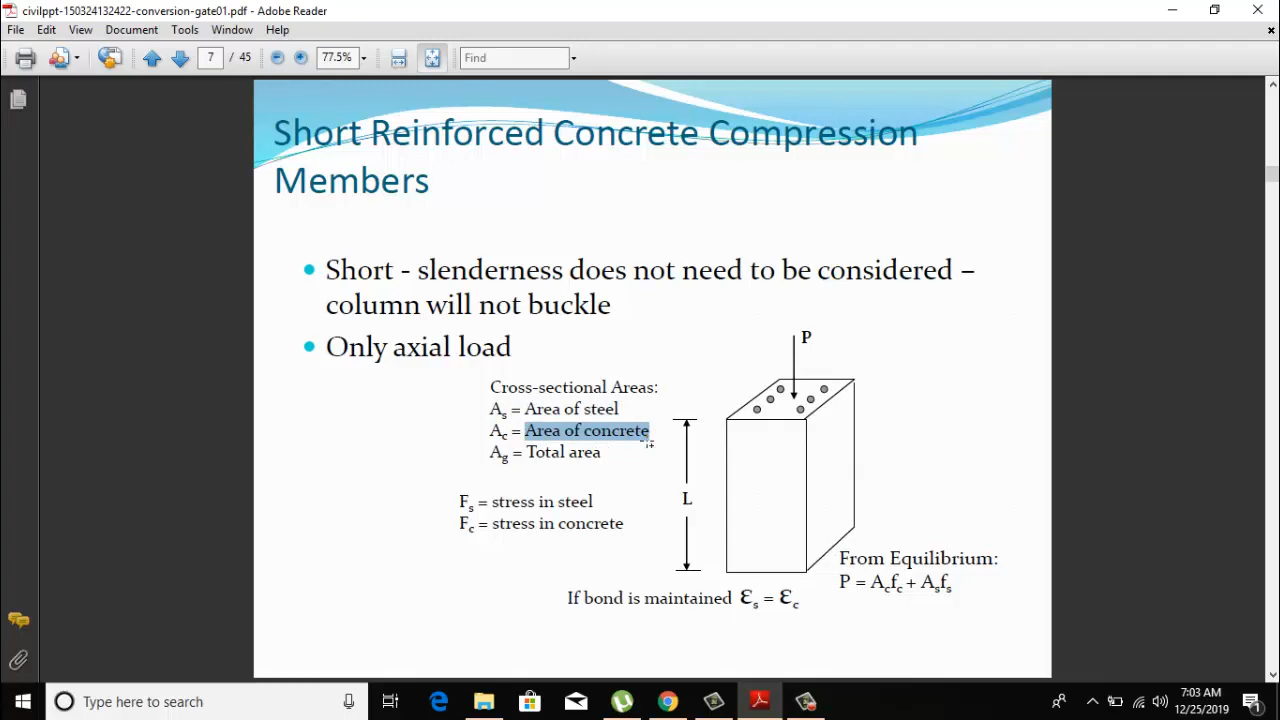 civilppt-150324132422-conversion-gate01.pdf - Adobe Reader
File Edit View Document Tools Window Help
7 / 45 77.5% Find
Short Reinforced Concrete Compression
Members
Short - slenderness does not need to be considered –
column will not buckle
Only axial load
P
Cross-sectional Areas:
As = Area of steel
Ac = Area of concrete
Ag = Total area
L
Fs = stress in steel
Fc = stress in concrete
From Equilibrium:
P = Acfc + Asfs
If bond is maintained εs = εc
Type here to search
7:03 AM
12/25/2019
1